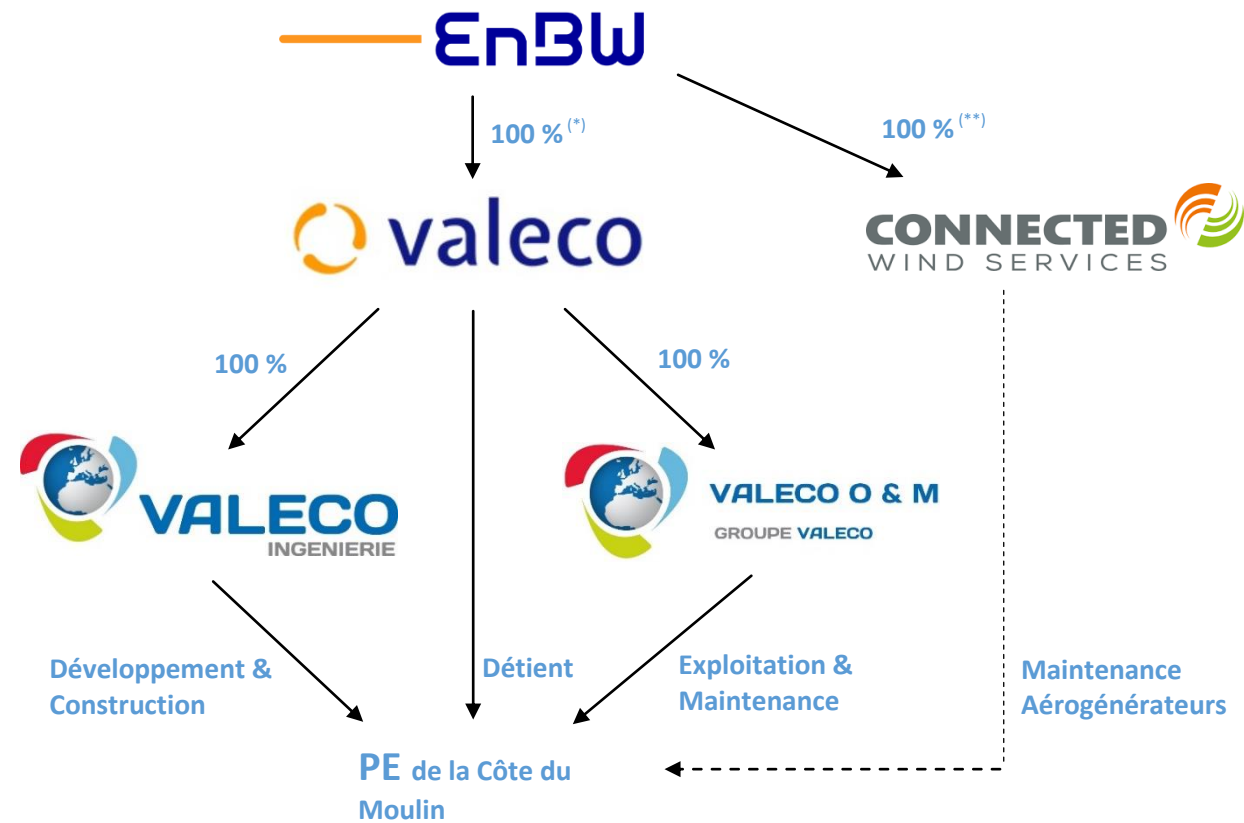 EnBW
100 % (*)
100 % (**)
valeco
CONNECTED
WIND SERVICES
100 %
100 %
VALECO
INGENIERIE
VALECO O & M
GROUPE VALECO
Développement &
Construction
Détient
Exploitation &
Maintenance
Maintenance
Aérogénérateurs
PE de la Côte du
Moulin